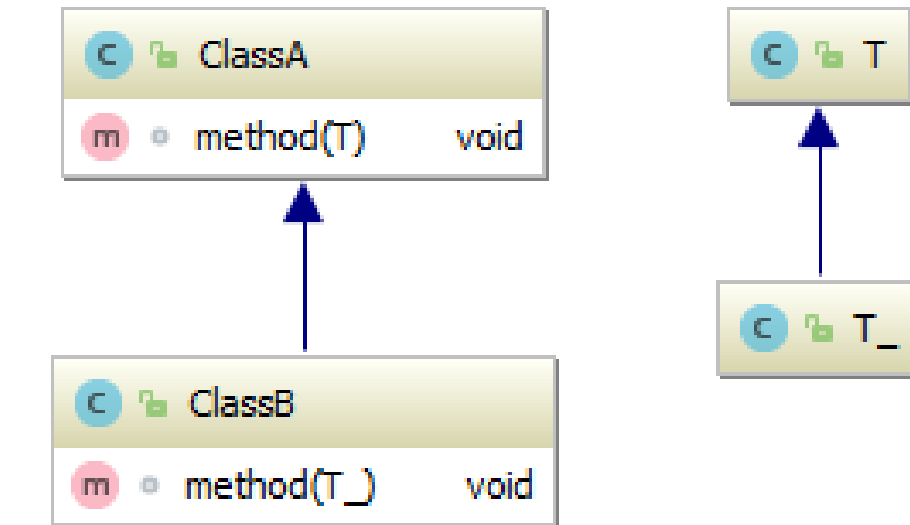 C ClassA
m method(T) void
C T
C ClassB
m method(T_) void
C T_